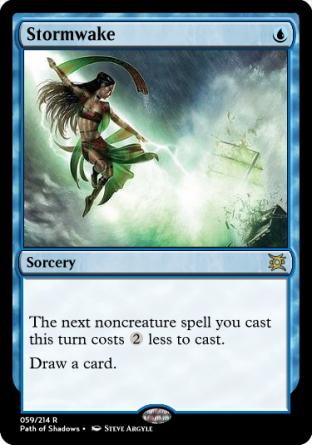 Stormwake
Sorcery
The next noncreature spell you cast
this turn costs 2 less to cast.
Draw a card.
059/214 R
Path of Shadows • Steve Argyle